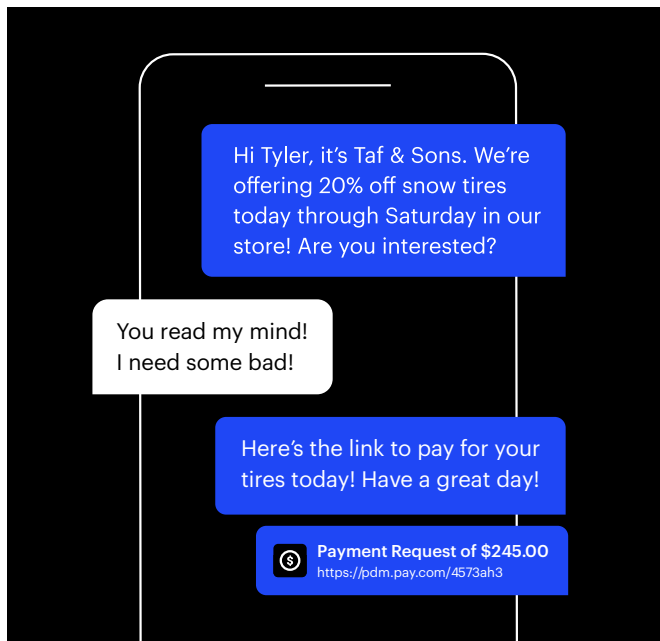 Hi Tyler, it’s Taf & Sons. We’re
offering 20% off snow tires
today through Saturday in our
store! Are you interested?
You read my mind!
I need some bad!
Here’s the link to pay for your
tires today! Have a great day!
Payment Request of $245.00
https://pdm.pay.com/4573ah3